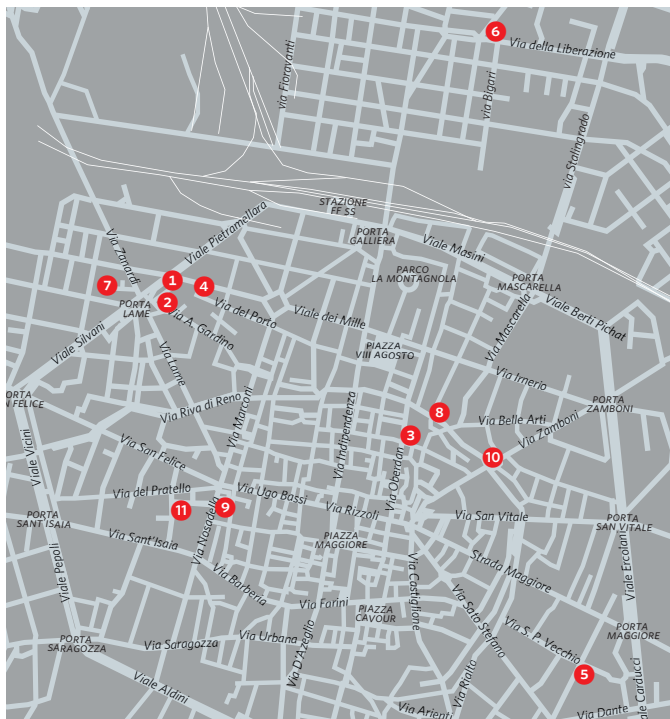 6
Via della Liberazione
via Fioravanti
via Bigari
via Stalingrado
STAZIONE
FF SS
PORTA
GALLIERA
Viale Pietramellara
Via Zanardi
Viale Masini
PARCO
LA MONTAGNOLA
PORTA
MASCARELLA
1
7
4
2
PORTA
LAME
Via del Porto
Via A. Gardino
Viale dei Mille
Via Mascarella
Viale Berti Pichat
Viale Silvani
Via Lame
PIAZZA
VIII AGOSTO
Via Irnerio
PORTA
N FELICE
Via Riva di Reno
Via Marconi
Via Indipendenza
8
Via Belle Arti
PORTA
ZAMBONI
Via Zamboni
3
Via Oberdan
10
Viale Vicini
Via San Felice
Via del Pratello
Via Ugo Bassi
Via Rizzoli
11
9
Via Nosadella
PORTA
SANT'ISAIA
Via Sant'Isaia
PIAZZA
MAGGIORE
Via San Vitale
PORTA
SAN VITALE
Viale Pepoli
Via Barberia
Via Castiglione
Strada Maggiore
Viale Ercolani
Via Farini
PIAZZA
CAVOUR
Via Sato Stefano
Via S. P. Vecchio
PORTA
MAGGIORE
PORTA
SARAGOZZA
Via Saragozza
Via Urbana
Via D'Azeglio
Via Rialto
5
Viale Aldini
Via Arienti
Via Dante
ale Carducci